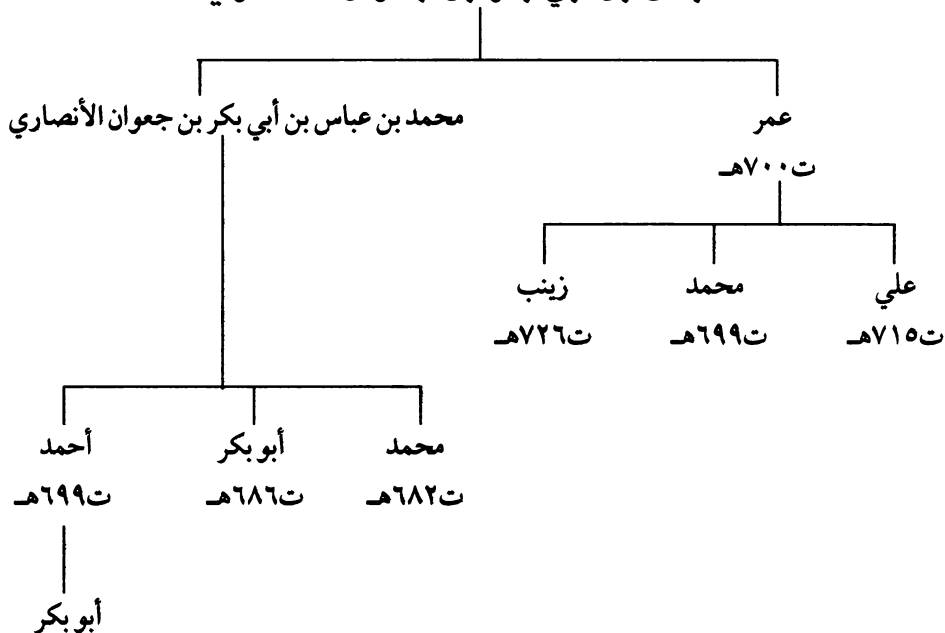 عمر محمد بن عباس بن أبي بكر بن جعوان الأنصاري
ت٧٠٠هـ
علي محمد زينب
ت٧١٥هـ ت٦٩٩هـ ت٧٢٦هـ
محمد أبو بكر أحمد
ت٦٨٢هـ ت٦٨٦هـ ت٦٩٩هـ
أبو بكر